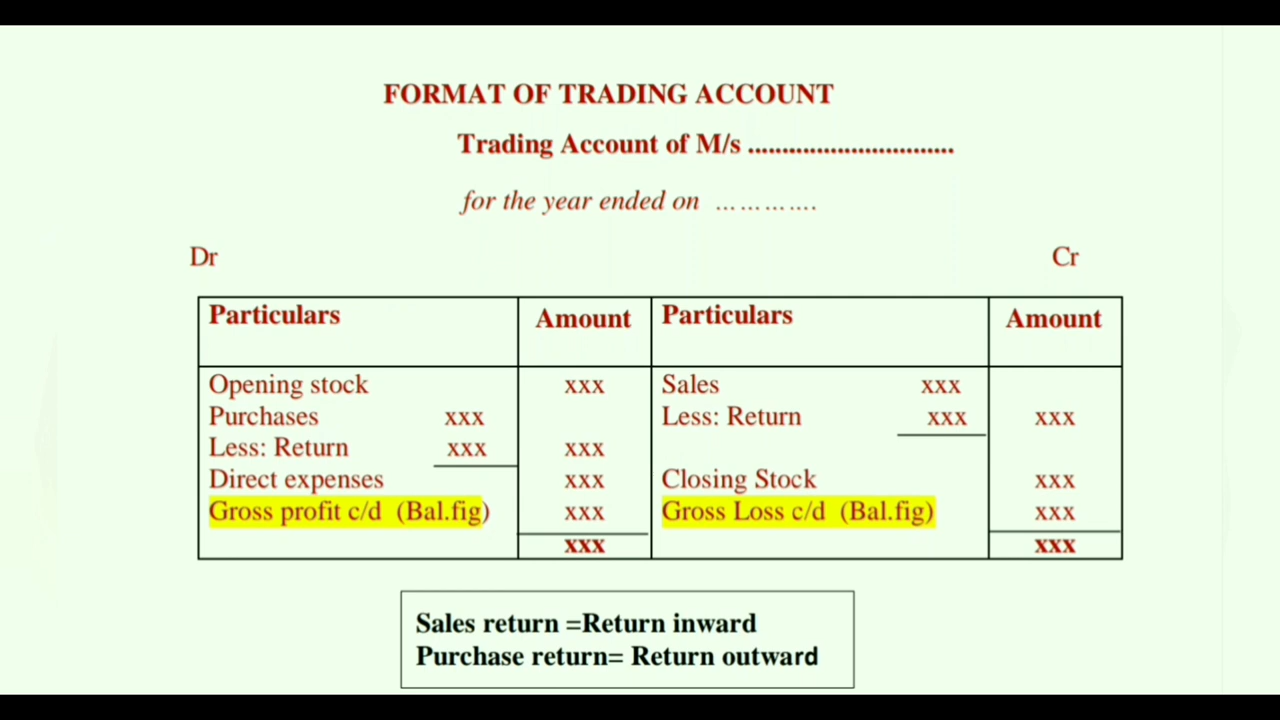 FORMAT OF TRADING ACCOUNT
Trading Account of M/s ..............................
for the year ended on ………….
Dr Cr
Particulars Amount Particulars Amount
Opening stock xxx Sales xxx
Purchases xxx Less: Return xxx xxx
Less: Return xxx xxx
Direct expenses xxx Closing Stock xxx
Gross profit c/d (Bal.fig) xxx Gross Loss c/d (Bal.fig) xxx
xxx xxx
Sales return =Return inward
Purchase return= Return outward